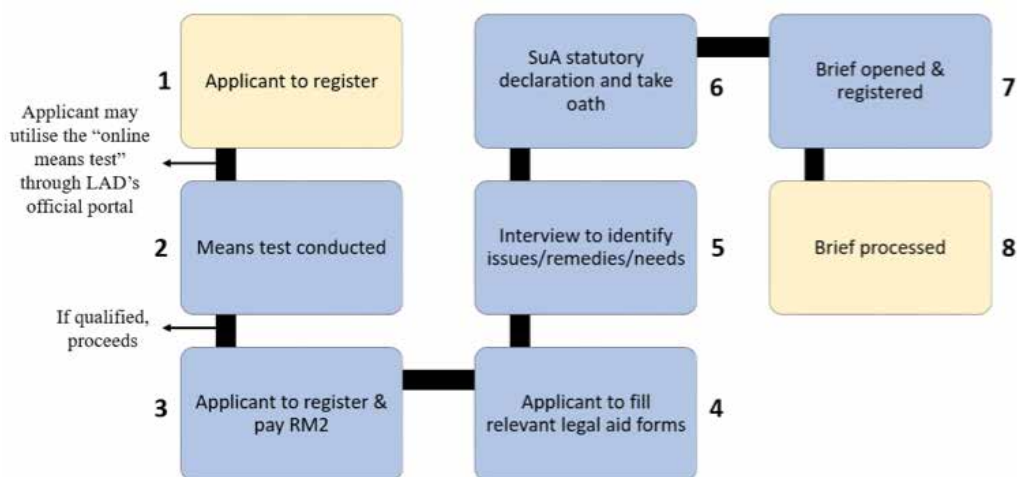 1
Applicant to register
Applicant may
utilise the “online
means test”
through LAD’s
official portal
2
Means test conducted
If qualified,
proceeds
3
Applicant to register &
pay RM2
Applicant to fill
relevant legal aid forms
4
Interview to identify
issues/remedies/needs
5
SuA statutory
declaration and take
oath
6
Brief opened &
registered
7
Brief processed
8